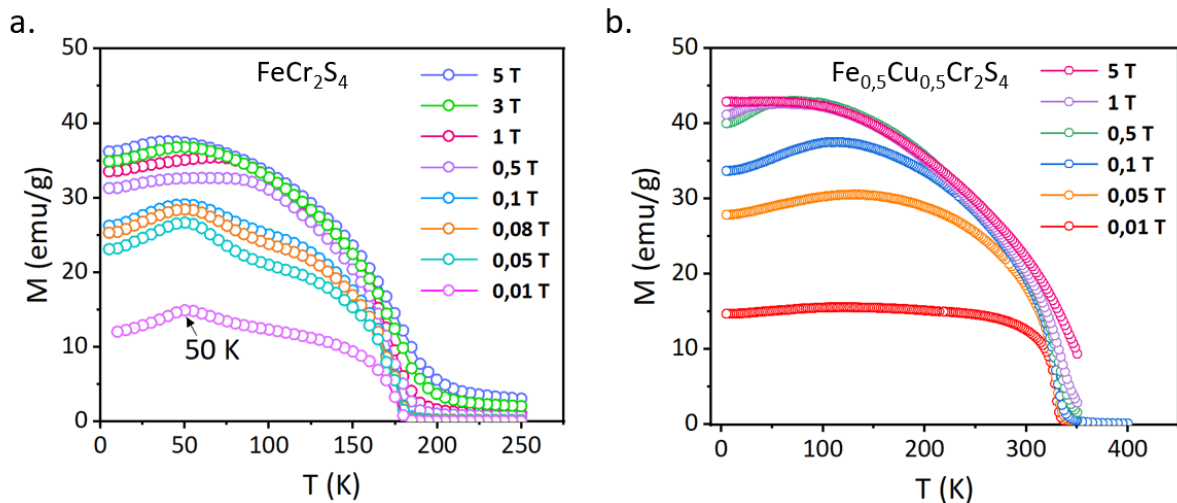 a.
FeCr2S4
5 T
3 T
1 T
0,5 T
0,1 T
0,08 T
0,05 T
0,01 T
50 K
M (emu/g)
50
40
30
20
10
0
0 50 100 150 200 250
T (K)
b.
Fe0,5Cu0,5Cr2S4
5 T
1 T
0,5 T
0,1 T
0,05 T
0,01 T
M (emu/g)
50
40
30
20
10
0
0 100 200 300 400
T (K)